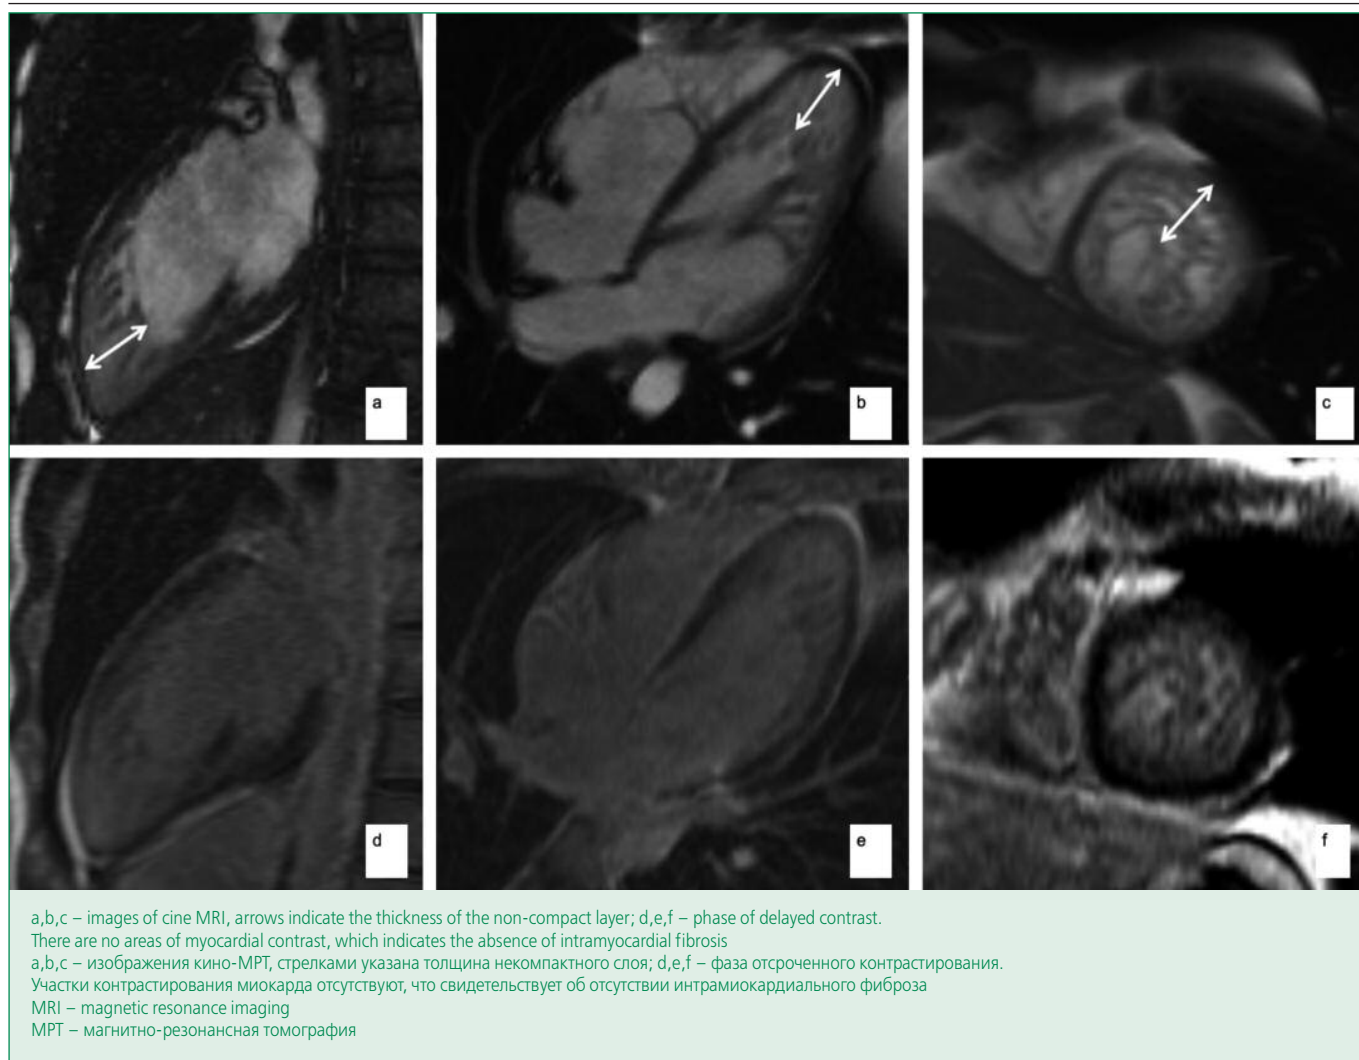 a
b
c
d
e
f
a,b,c – images of cine MRI, arrows indicate the thickness of the non-compact layer; d,e,f – phase of delayed contrast.
There are no areas of myocardial contrast, which indicates the absence of intramyocardial fibrosis
a,b,c – изображения кино-МРТ, стрелками указана толщина некомпактного слоя; d,e,f – фаза отсроченного контрастирования.
Участки контрастирования миокарда отсутствуют, что свидетельствует об отсутствии интрамиокардиального фиброза
MRI – magnetic resonance imaging
МРТ – магнитно-резонансная томография